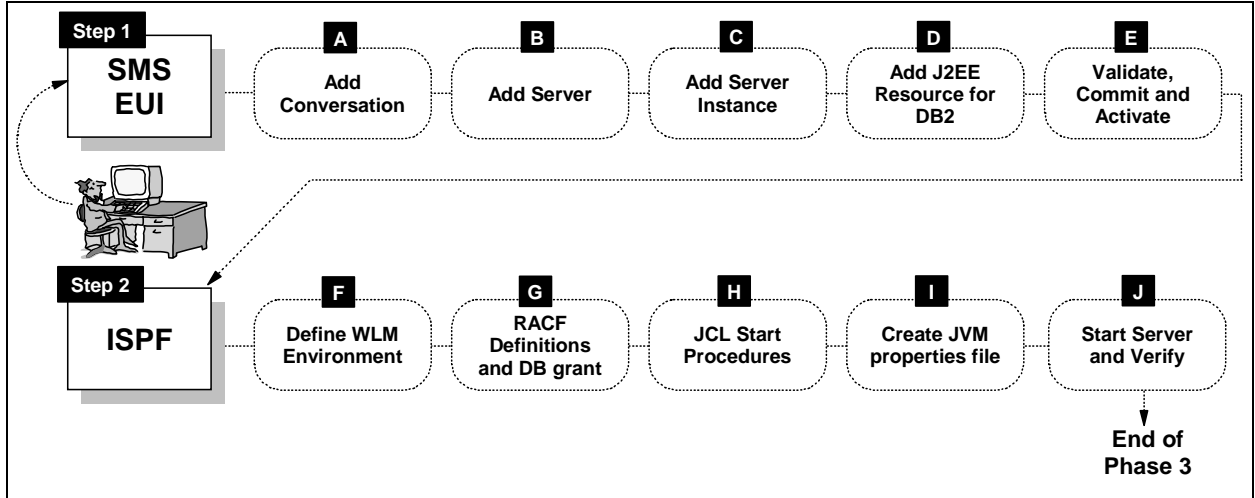 Step 1
SMS
EUI
A
Add
Conversation
B
Add Server
C
Add Server
Instance
D
Add J2EE
Resource for
DB2
E
Validate,
Commit and
Activate
Step 2
ISPF
F
Define WLM
Environment
G
RACF
Definitions
and DB grant
H
JCL Start
Procedures
I
Create JVM
properties file
J
Start Server
and Verify
End of
Phase 3